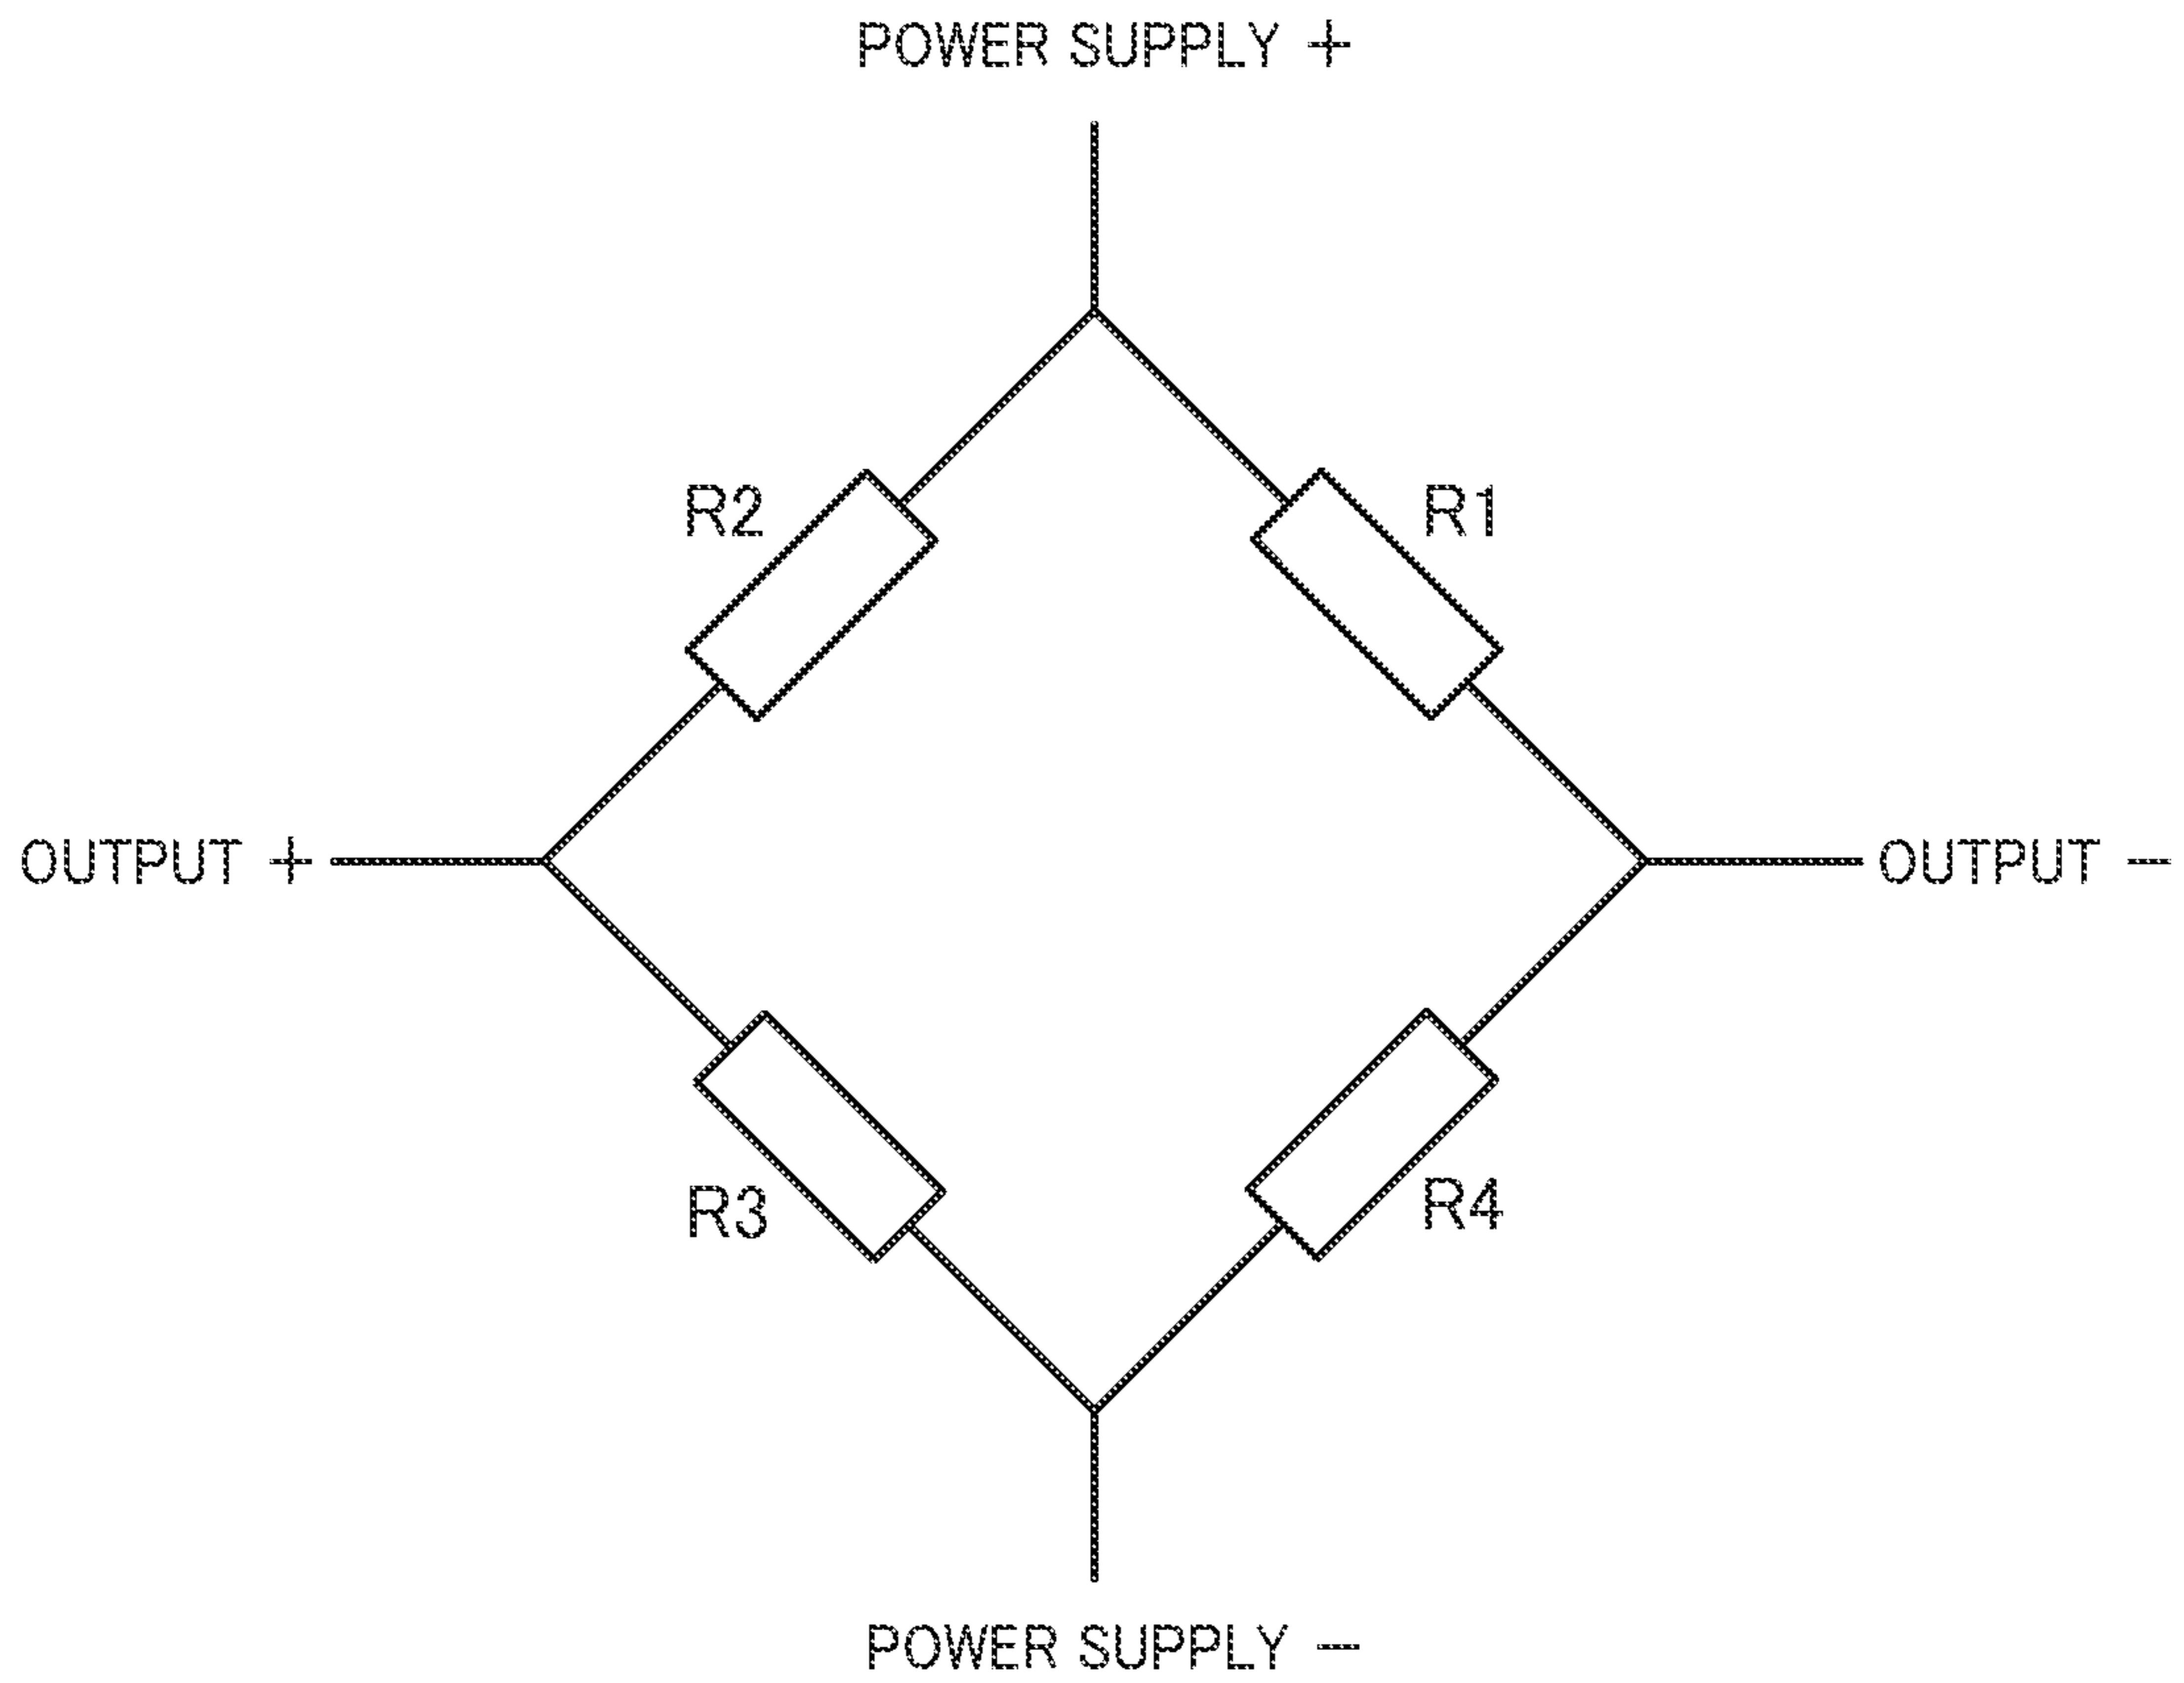 POWER SUPPLY +
R2
R1
OUTPUT +
OUTPUT −
R3
R4
POWER SUPPLY −